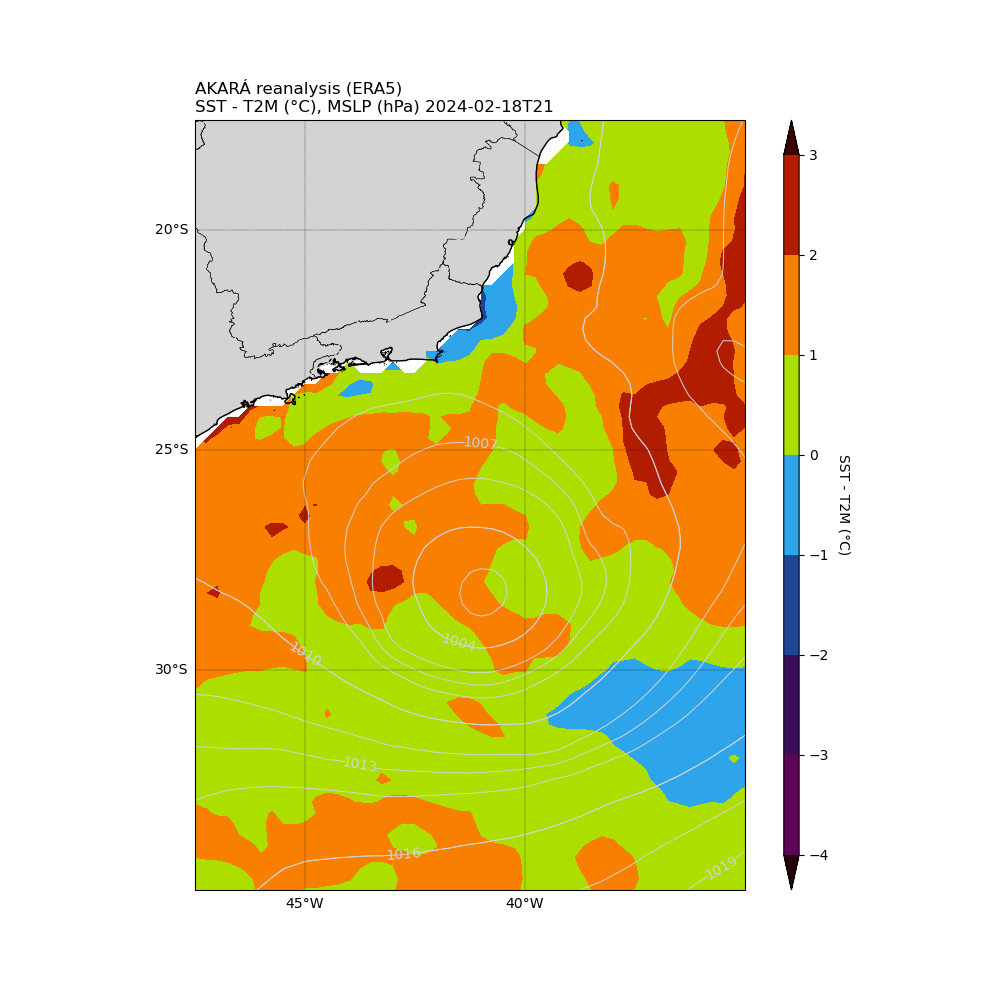 AKARÁ reanalysis (ERA5)
SST - T2M (°C), MSLP (hPa) 2024-02-18T21
3
20°S
2
1
1007
25°S
0
SST - T2M (°C)
−1
1004
1010
−2
30°S
1013
−3
1016
−4
1019
45°W
40°W